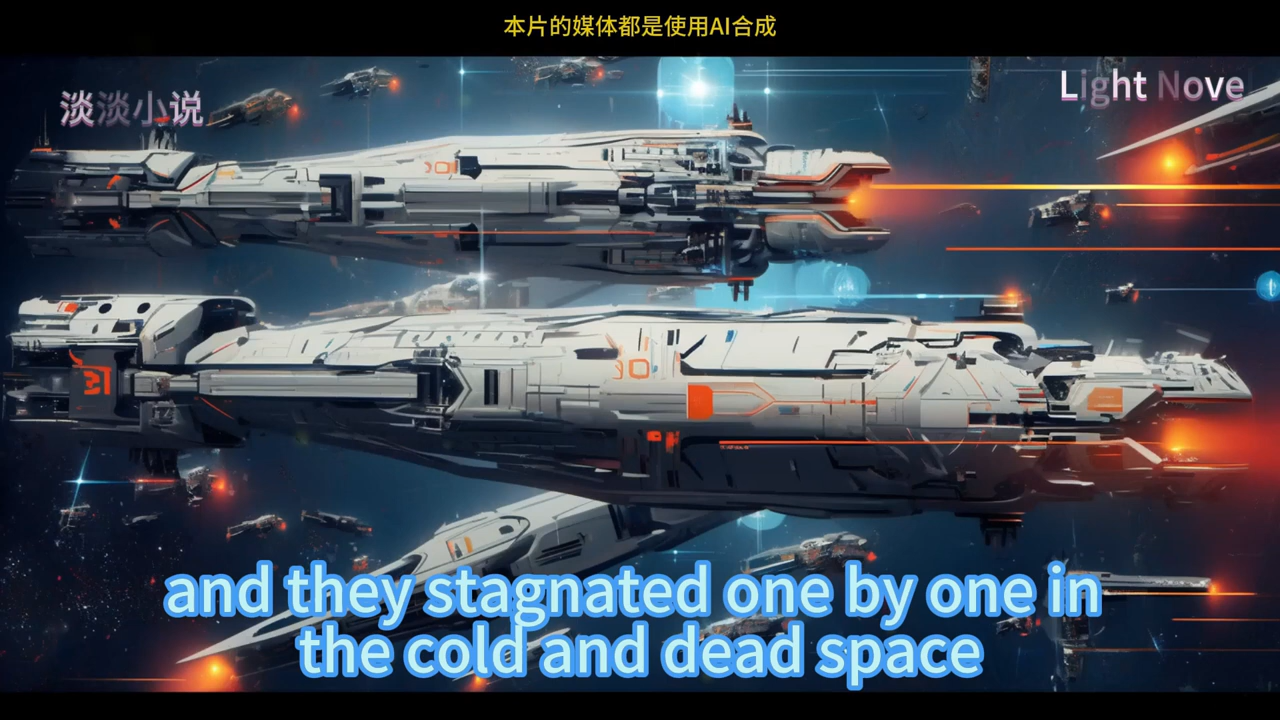 本片的媒体都是使用AI合成
淡淡小说
Light Nove
and they stagnated one by one in
the cold and dead space